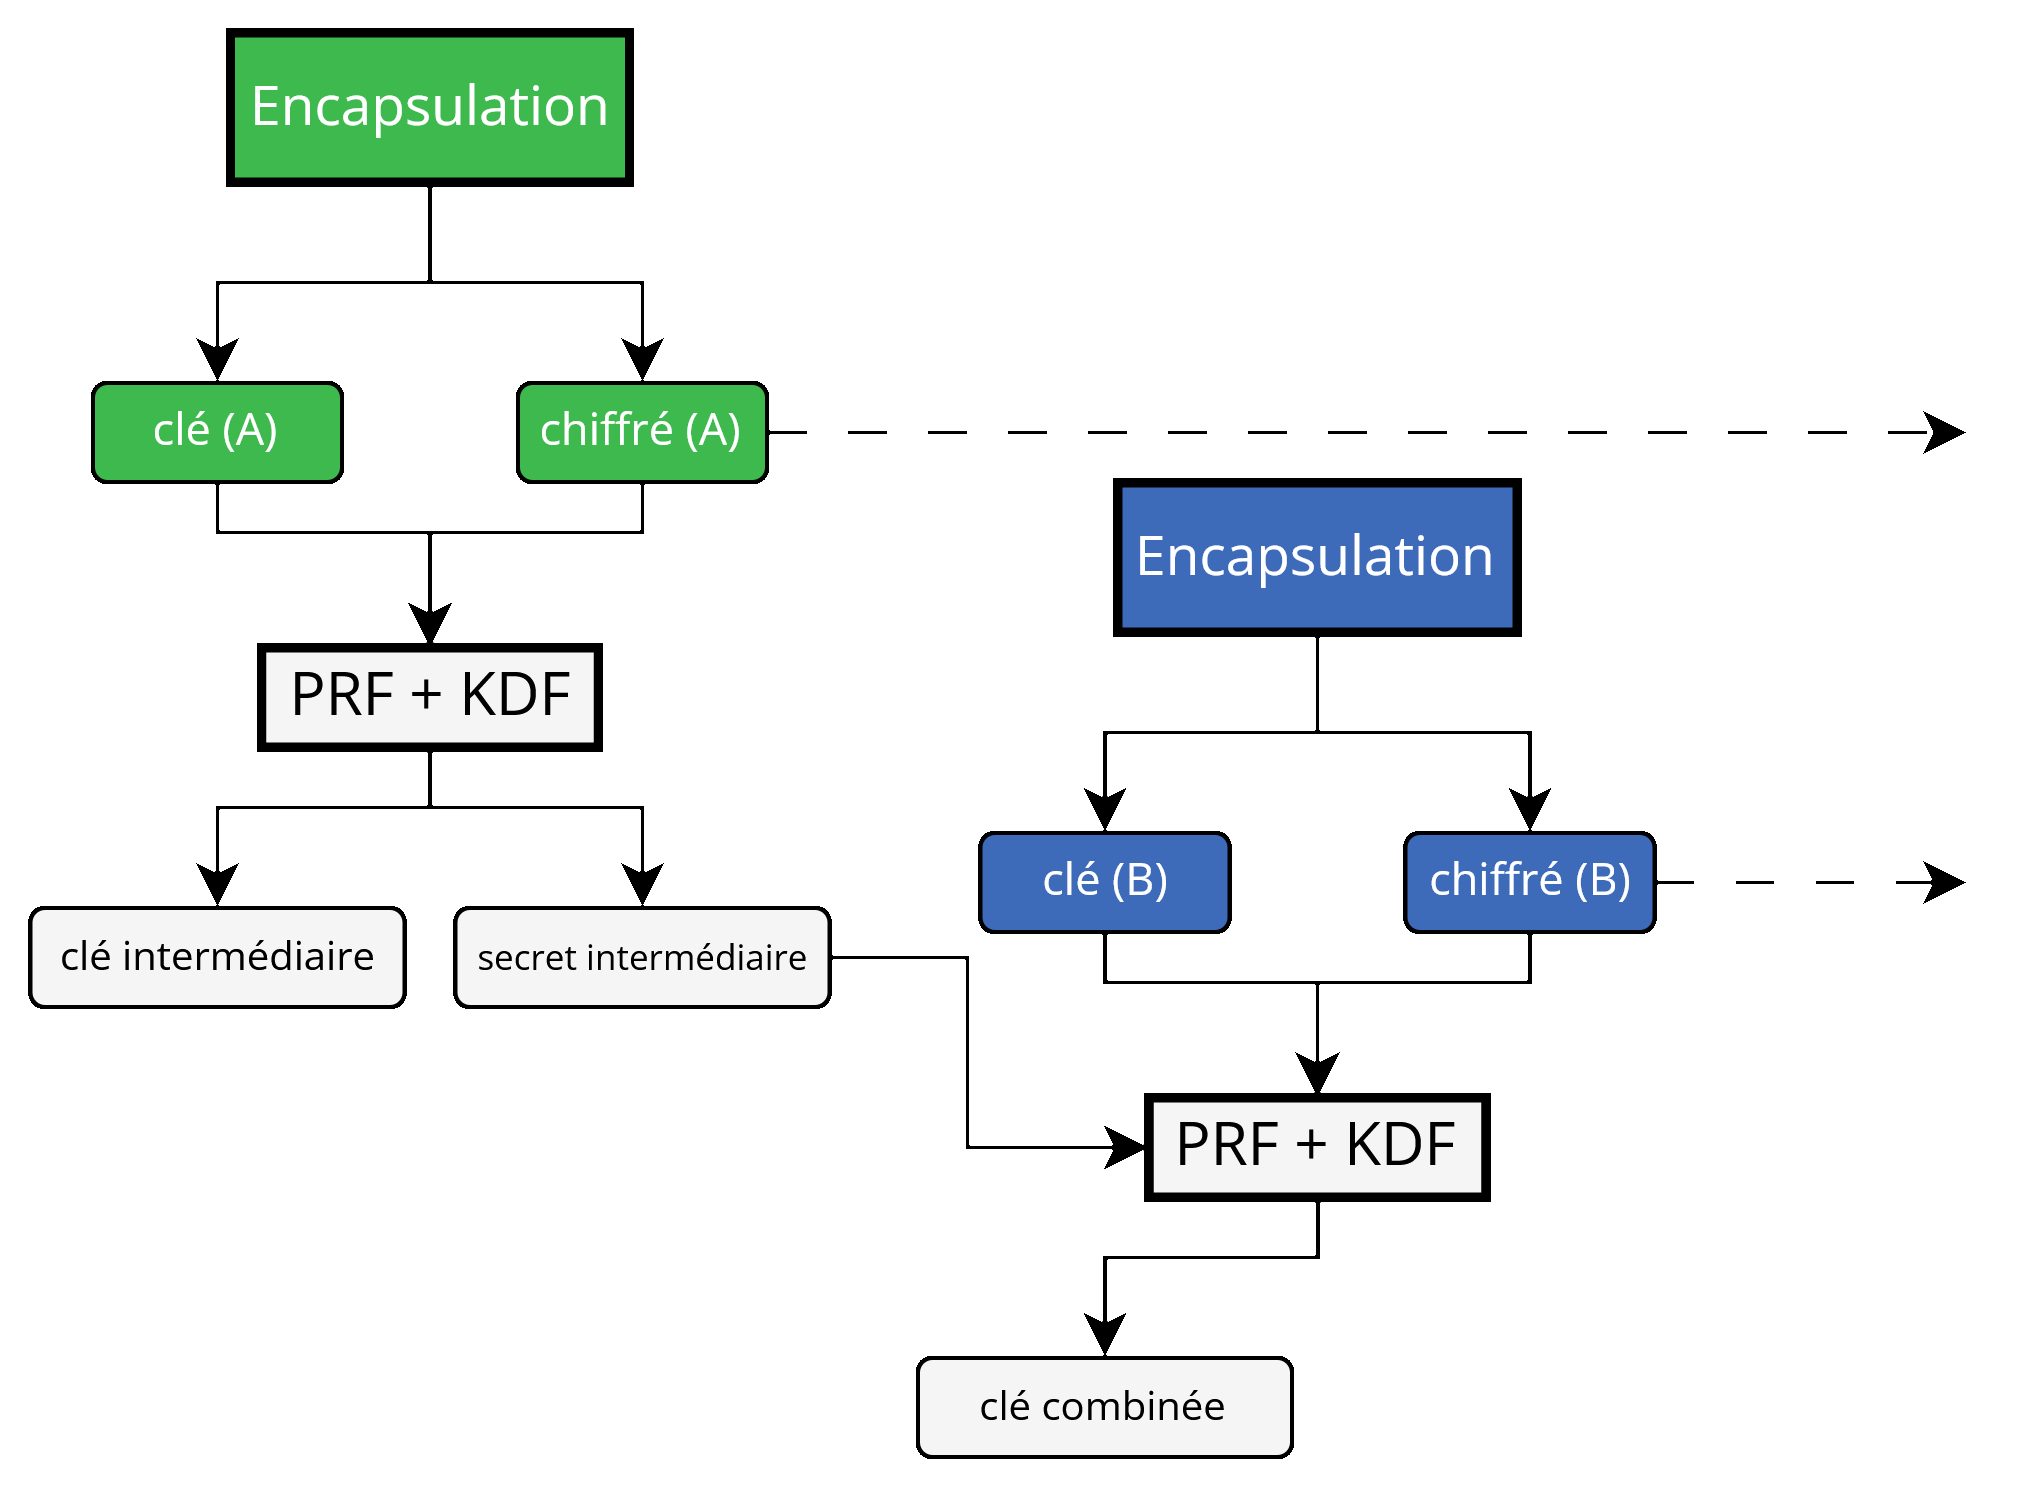 Encapsulation
clé (A)
chiffré (A)
PRF + KDF
clé intermédiaire
secret intermédiaire
Encapsulation
clé (B)
chiffré (B)
PRF + KDF
clé combinée